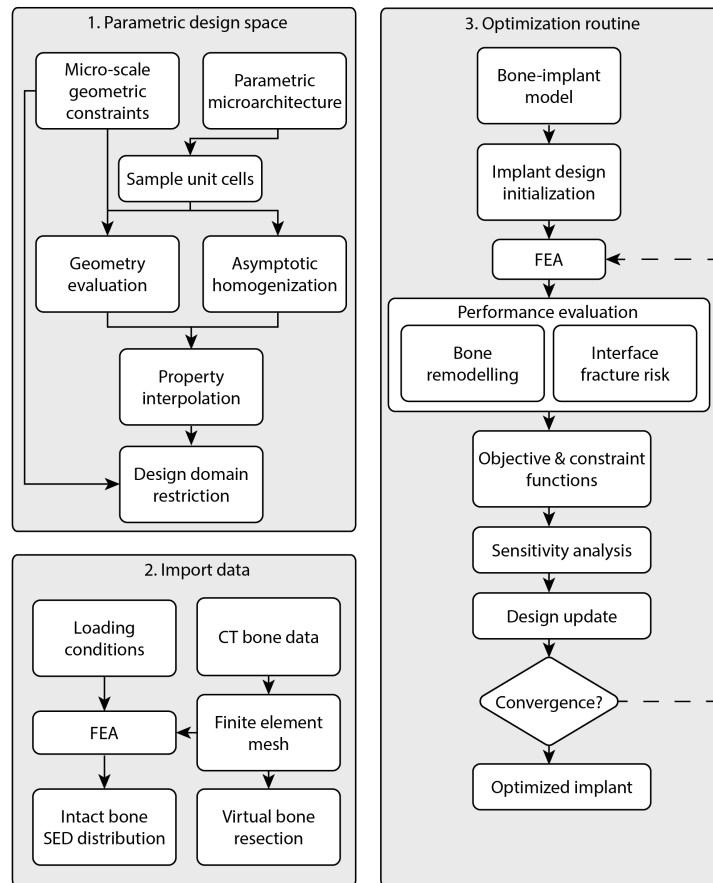 1. Parametric design space
Micro-scale
geometric
constraints
Parametric
microarchitecture
Sample unit cells
Geometry
evaluation
Asymptotic
homogenization
Property
interpolation
Design domain
restriction
2. Import data
Loading
conditions
CT bone data
FEA
Finite element
mesh
Intact bone
SED distribution
Virtual bone
resection
3. Optimization routine
Bone-implant
model
Implant design
initialization
FEA
Performance evaluation
Bone
remodelling
Interface
fracture risk
Objective & constraint
functions
Sensitivity analysis
Design update
Convergence?
Optimized implant